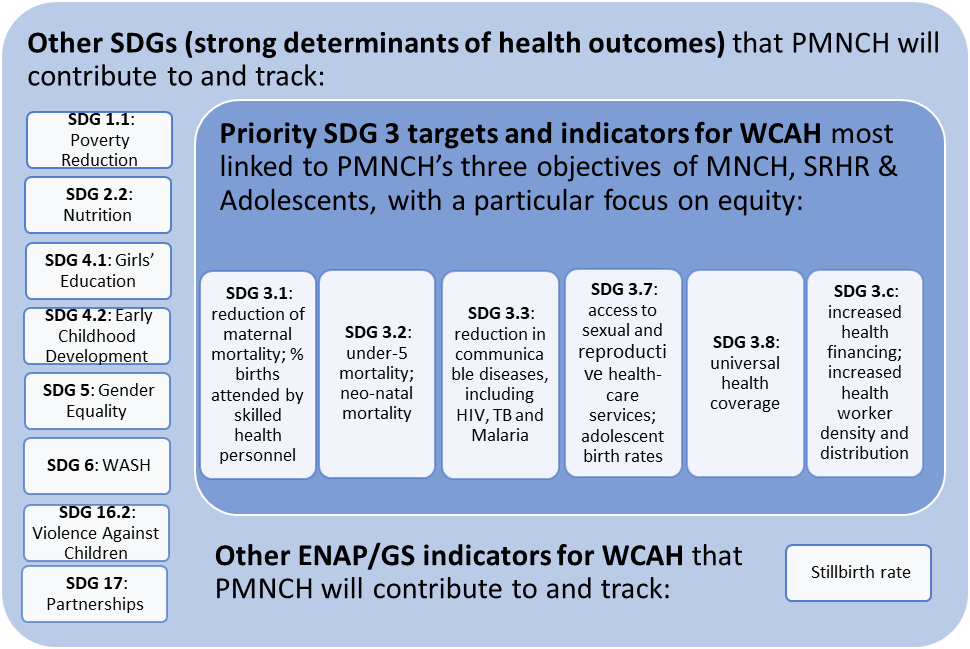 Other SDGs (strong determinants of health outcomes) that PMNCH will
contribute to and track:
SDG 1.1:
Poverty
Reduction
SDG 2.2:
Nutrition
SDG 4.1: Girls’
Education
SDG 4.2: Early
Childhood
Development
SDG 5: Gender
Equality
SDG 6: WASH
SDG 16.2:
Violence Against
Children
SDG 17:
Partnerships
Priority SDG 3 targets and indicators for WCAH most
linked to PMNCH’s three objectives of MNCH, SRHR &
Adolescents, with a particular focus on equity:
SDG 3.1:
reduction of
maternal
mortality; %
births
attended by
skilled
health
personnel
SDG 3.2:
under-5
mortality;
neo-natal
mortality
SDG 3.3:
reduction in
communica
ble diseases,
including
HIV, TB and
Malaria
SDG 3.7:
access to
sexual and
reproducti
ve health-
care
services;
adolescent
birth rates
SDG 3.8:
universal
health
coverage
SDG 3.c:
increased
health
financing;
increased
health
worker
density and
distribution
Other ENAP/GS indicators for WCAH that
PMNCH will contribute to and track:
Stillbirth rate